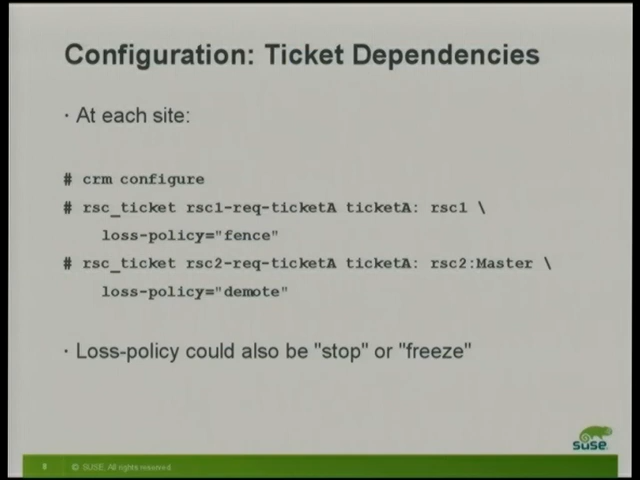 Configuration: Ticket Dependencies
· At each site:
# crm configure
# rsc_ticket rsc1-req-ticketA ticketA: rsc1 \
loss-policy="fence"
# rsc_ticket rsc2-req-ticketA ticketA: rsc2:Master \
loss-policy="demote"
· Loss-policy could also be "stop" or "freeze"
SUSE
8 © SUSE, All rights reserved.